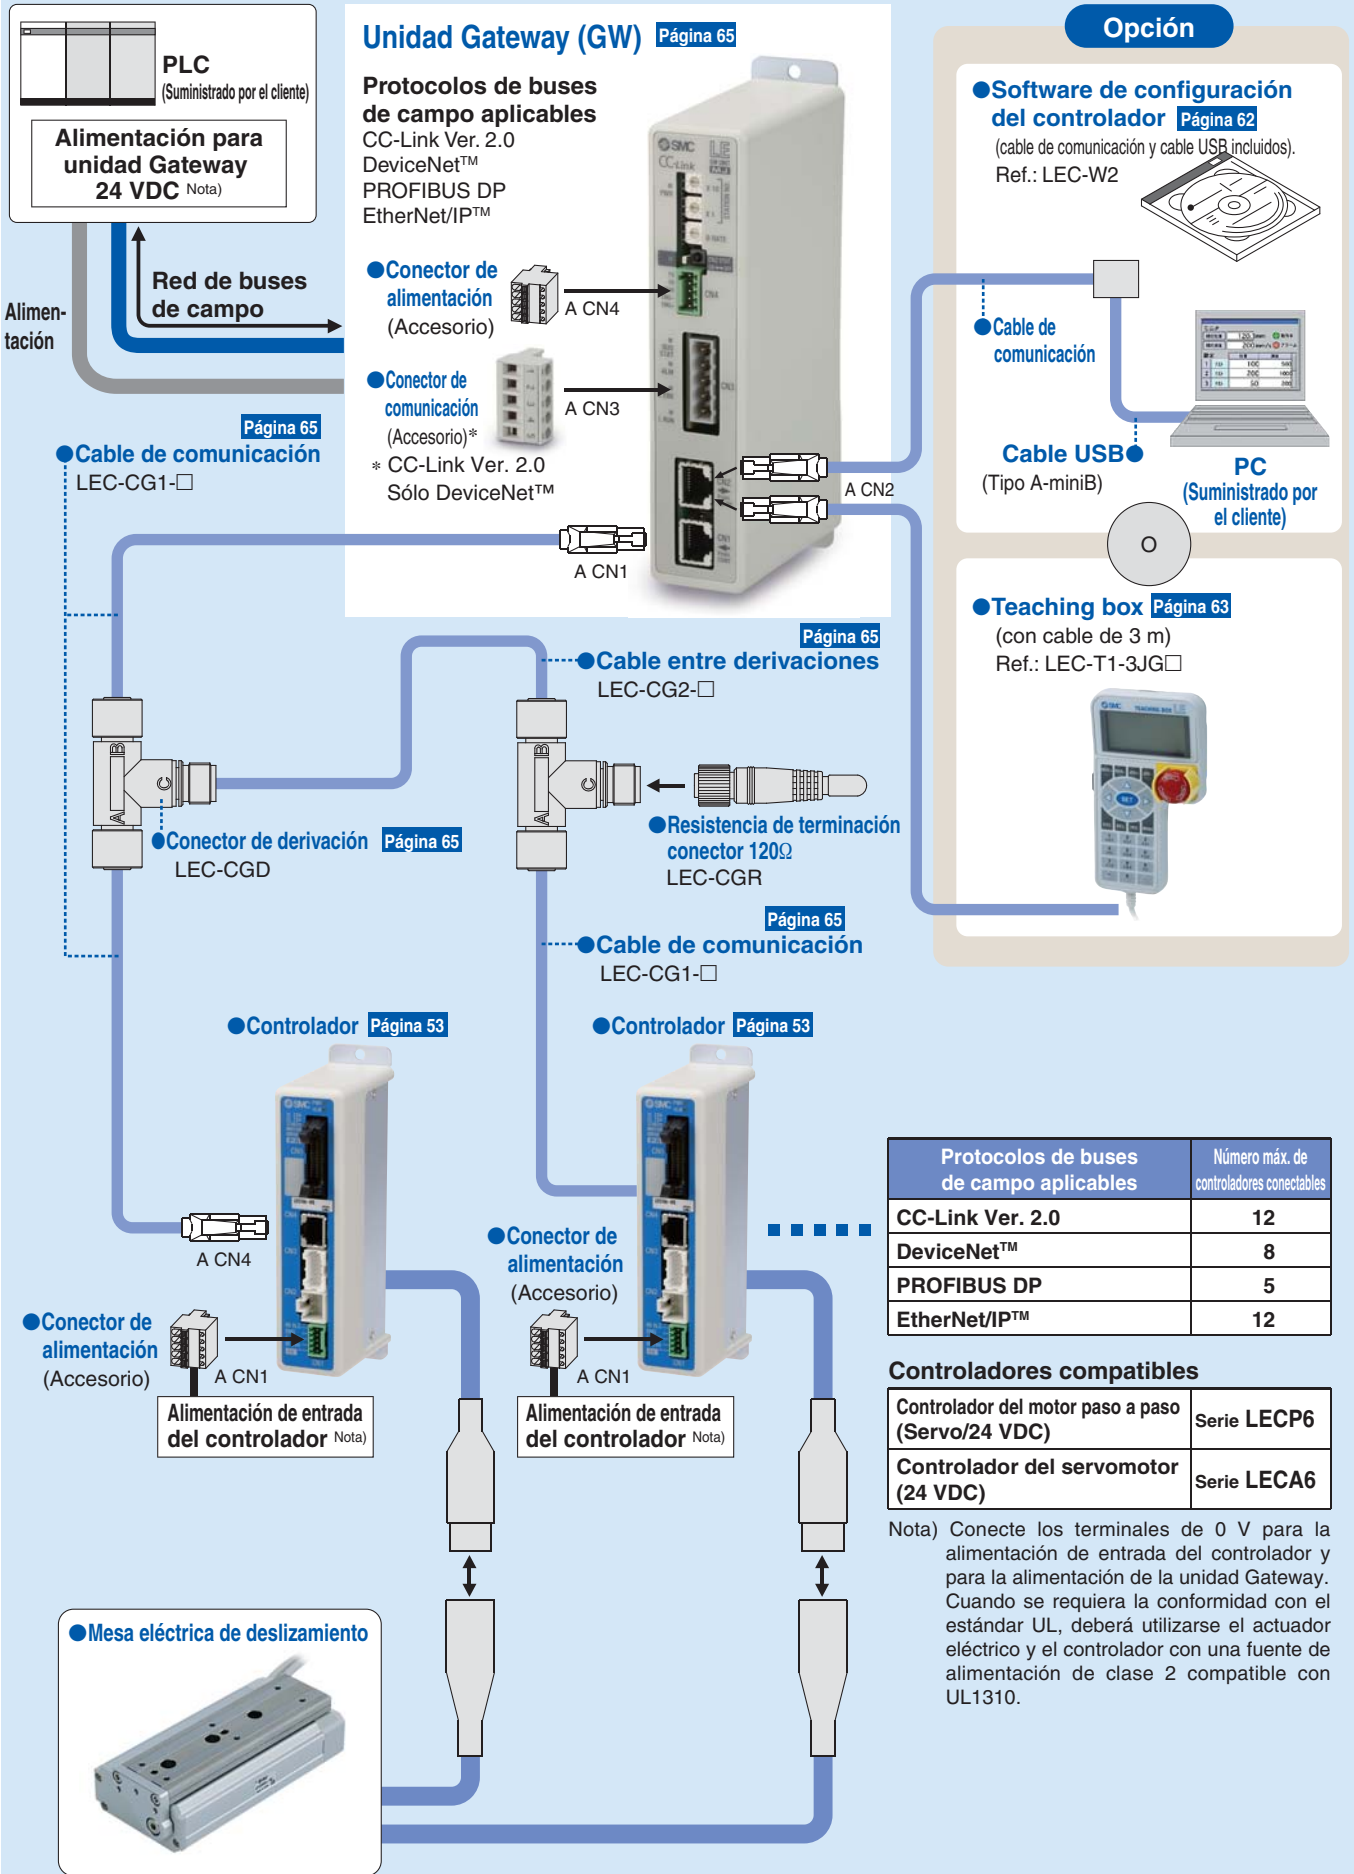 PLC
(Suministrado por el cliente)
Alimentación para
unidad Gateway
24 VDC Nota)
Alimen-
tación
Red de buses
de campo
Unidad Gateway (GW) Página 65
Protocolos de buses
de campo aplicables
CC-Link Ver. 2.0
DeviceNet™
PROFIBUS DP
EtherNet/IP™
●Conector de
alimentación
(Accesorio)
A CN4
●Conector de
comunicación
(Accesorio)*
A CN3
* CC-Link Ver. 2.0
Sólo DeviceNet™
SMC
CC-Link
CN4
CN3
CN2
CN1
A CN2
A CN1
Opción
●Software de configuración
del controlador Página 62
(cable de comunicación y cable USB incluidos).
Ref.: LEC-W2
●Cable de
comunicación
Cable USB●
(Tipo A-miniB)
PC
(Suministrado por
el cliente)
O
●Teaching box Página 63
(con cable de 3 m)
Ref.: LEC-T1-3JG□
SMC TEACHING BOX
SET
Página 65
●Cable de comunicación
LEC-CG1-□
Página 65
●Cable entre derivaciones
LEC-CG2-□
A B C
A B C
●Conector de derivación Página 65
LEC-CGD
●Resistencia de terminación
conector 120Ω
LEC-CGR
Página 65
●Cable de comunicación
LEC-CG1-□
●Controlador Página 53
●Controlador Página 53
SMC
SMC
A CN4
●Conector de
alimentación
(Accesorio)
A CN1
Alimentación de entrada
del controlador Nota)
●Conector de
alimentación
(Accesorio)
A CN1
Alimentación de entrada
del controlador Nota)
●Mesa eléctrica de deslizamiento
Protocolos de buses
de campo aplicables
Número máx. de
controladores conectables
CC-Link Ver. 2.0 12
DeviceNet™ 8
PROFIBUS DP 5
EtherNet/IP™ 12
Controladores compatibles
Controlador del motor paso a paso
(Servo/24 VDC)
Serie LECP6
Controlador del servomotor
(24 VDC)
Serie LECA6
Nota) Conecte los terminales de 0 V para la
alimentación de entrada del controlador y
para la alimentación de la unidad Gateway.
Cuando se requiera la conformidad con el
estándar UL, deberá utilizarse el actuador
eléctrico y el controlador con una fuente de
alimentación de clase 2 compatible con
UL1310.